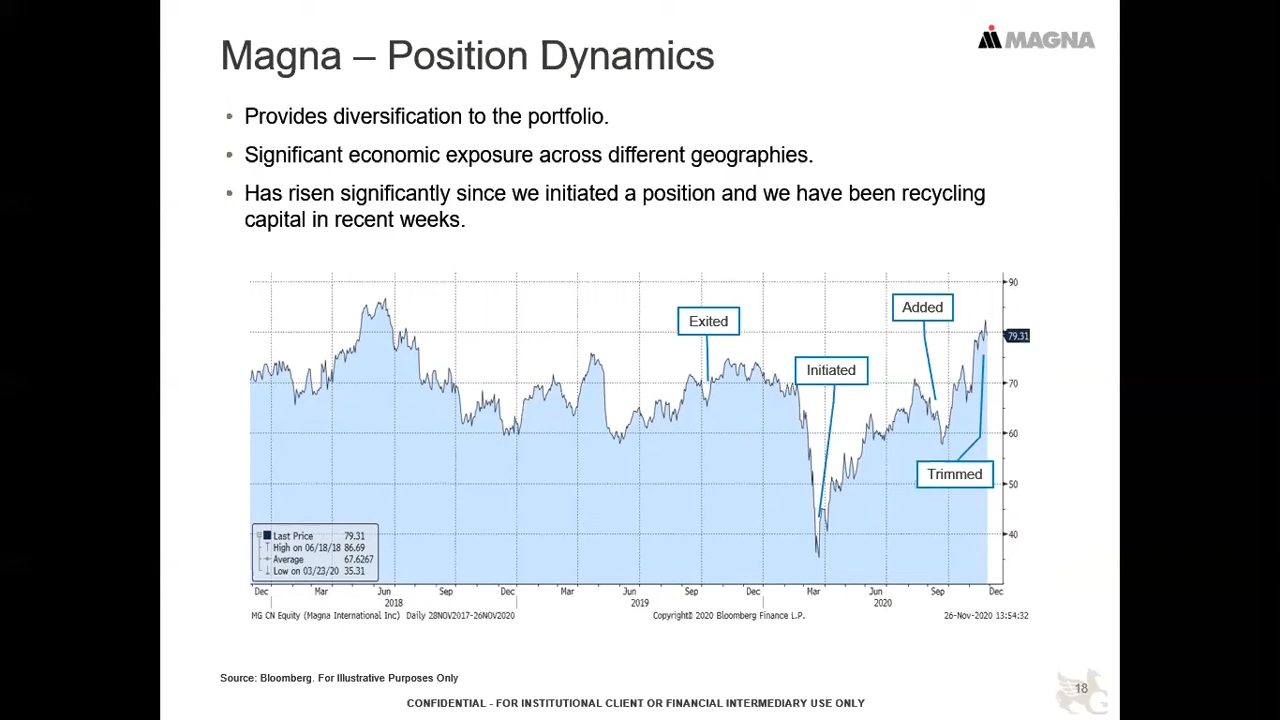 Magna – Position Dynamics
MAGNA
• Provides diversification to the portfolio.
• Significant economic exposure across different geographies.
• Has risen significantly since we initiated a position and we have been recycling
capital in recent weeks.
90
Added
Exited
79.31
Initiated
70
60
Trimmed
50
40
Last Price 79.31
High on 06/18/18 86.69
Average 67.6267
Low on 03/23/20 35.31
Dec Mar Jun Sep Dec Mar Jun Sep Dec Mar Jun Sep Dec
2018 2019 2020
MG CN Equity (Magna International Inc) Daily 28NOV2017-26NOV2020 Copyright© 2020 Bloomberg Finance L.P. 26-Nov-2020 13:54:32
Source: Bloomberg. For Illustrative Purposes Only
18
CONFIDENTIAL - FOR INSTITUTIONAL CLIENT OR FINANCIAL INTERMEDIARY USE ONLY